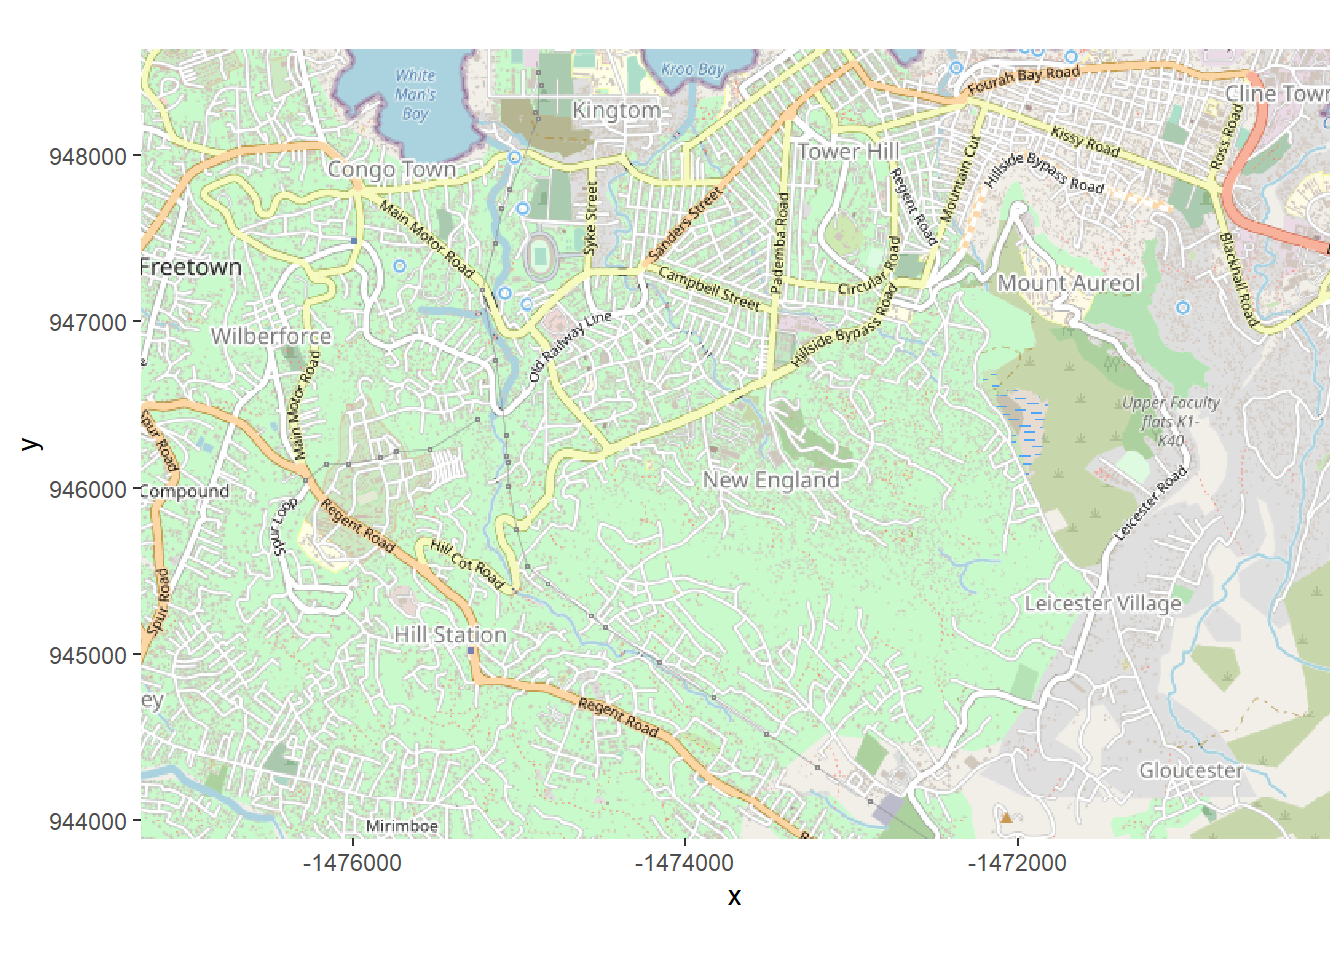 White
Man's
Bay
Kroo Bay
Fourah Bay Road
Cline Town
Kingtom
Kissy Road
Ross Road
Tower Hill
Congo Town
Mountain Cut
Hillside Bypass Road
Regent Road
Main Motor Road
Syke Street
Sanders Street
Pademba Road
Freetown
Campbell Street
Circular Road
Mount Aureol
Blackhall Road
Wilberforce
Old Railway Line
Hillside Bypass Road
Main Motor Road
Upper Faculty
flats K1-
K40
Spur Road
New England
Compound
Leicester Road
Spur Loop
Regent Road
Hill Cot Road
Spur Road
Leicester Village
Hill Station
ey
Regent Road
Gloucester
Mirimboe
948000
947000
946000
945000
944000
y
-1476000
-1474000
-1472000
x